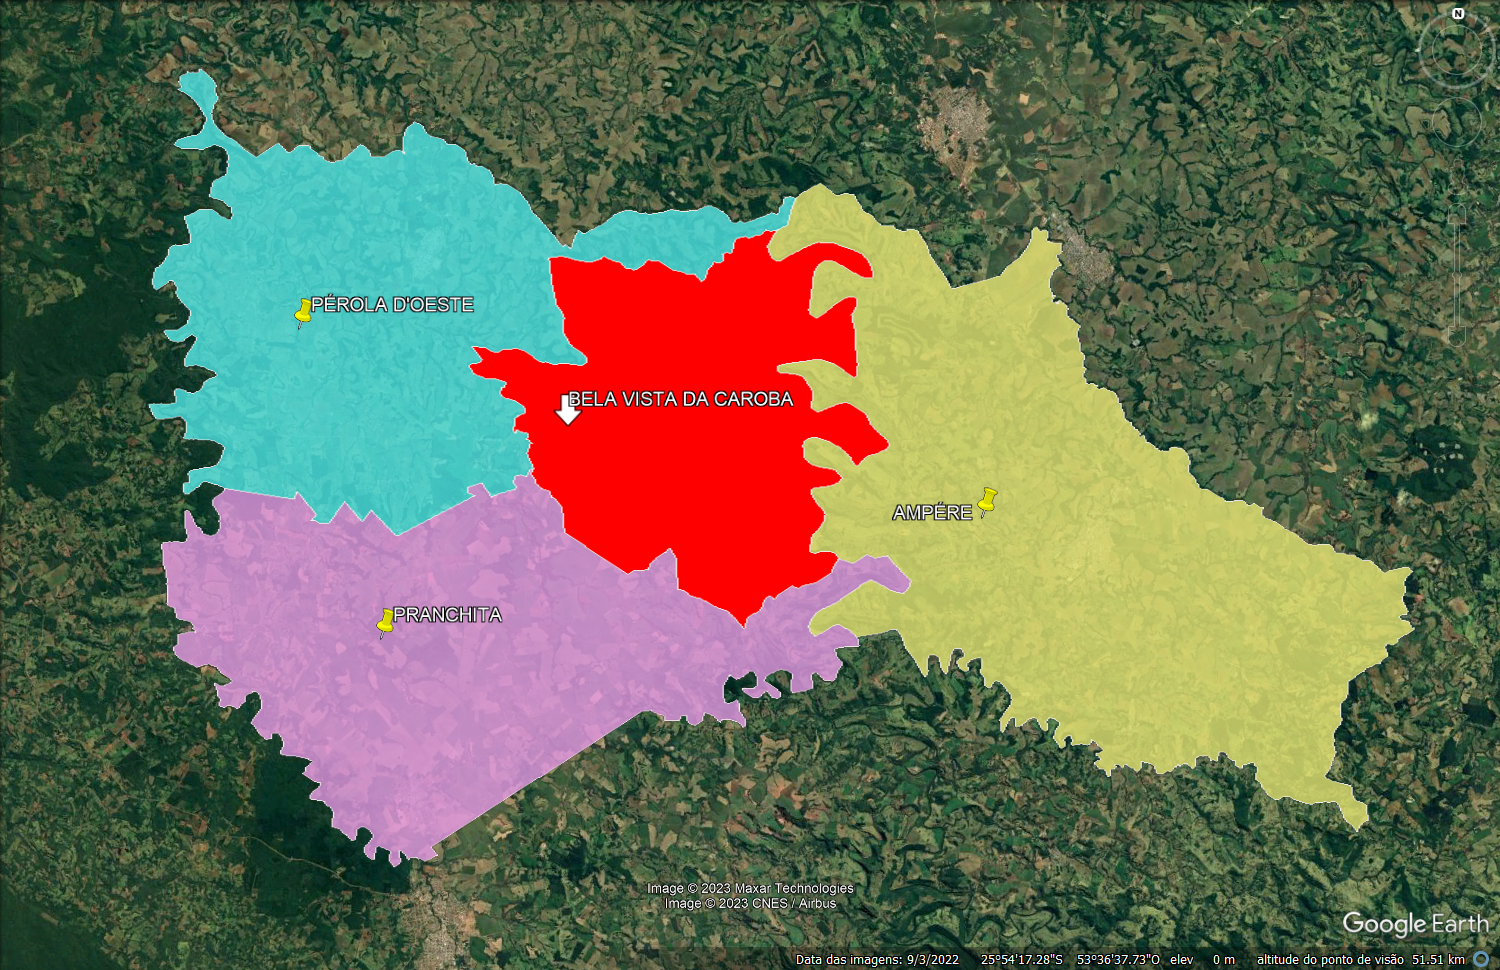 N
PÉROLA D'OESTE
BELA VISTA DA CAROBA
AMPÉRE
PRANCHITA
Image © 2023 Maxar Technologies
Image © 2023 CNES / Airbus
Google Earth
Data das imagens: 9/3/2022 25°54'17.28"S 53°36'37.73"O elev 0 m altitude do ponto de visão 51.51 km